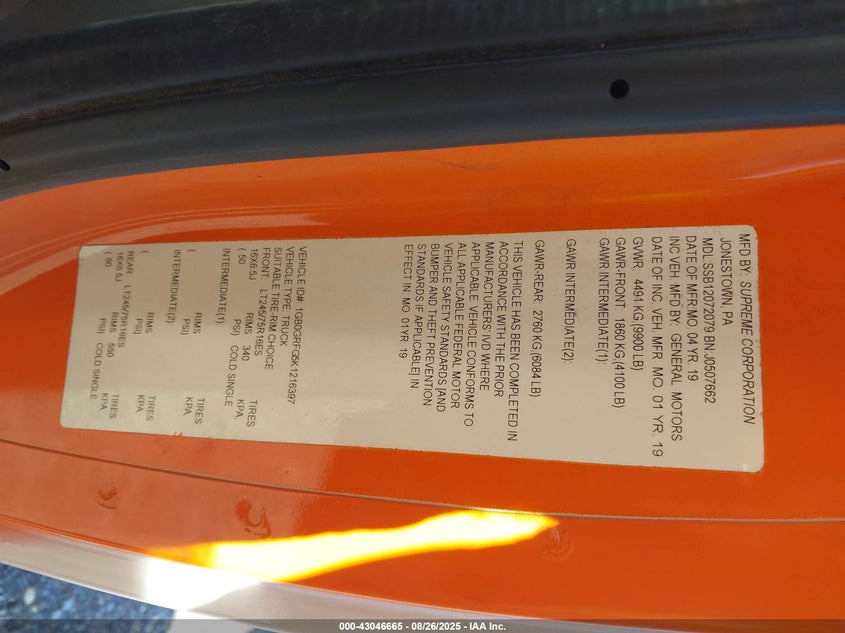 MFD BY: SUPREME CORPORATION
JONESTOWN, PA
MDL:SSB12072079 BN:J0507662
DATE OF MFR:MO. 04 YR. 19
INC VEH. MFD BY: GENERAL MOTORS
DATE OF INC. VEH. MFR MO. 01 YR. 19
GVWR: 4491 KG,(9900 LB)
GAWR-FRONT: 1860 KG,(4100 LB)
GAWR INTERMEDIATE(1):
GAWR INTERMEDIATE(2):
GAWR-REAR: 2760 KG,(6084 LB)
THIS VEHICLE HAS BEEN COMPLETED IN
ACCORDANCE WITH THE PRIOR
MANUFACTURERS' IVD WHERE
APPLICABLE. VEHICLE CONFORMS TO
ALL APPLICABLE FEDERAL MOTOR
VEHICLE SAFETY STANDARDS [AND
BUMPER AND THEFT PREVENTION
STANDARDS IF APPLICABLE] IN
EFFECT IN: MO. 01YR. 19
VEHICLE ID# 1GB0GRFG5K1216397
VEHICLE TYPE: TRUCK
SUITABLE TIRE-RIM CHOICE
FRONT: LT245/75R16ES TIRES
16X6.5J RIMS 340 KPA,
( 50 PSI) COLD SINGLE
INTERMEDIATE(1)
TIRES
RIMS KPA,
( PSI) COLD SINGLE
INTERMEDIATE(2)
TIRES
RIMS KPA,
( PSI)
REAR: LT245/75R16ES TIRES
16X6.5J RIMS 550 KPA,
( 80 PSI) COLD SINGLE
000-43046665 - 08/26/2025 - IAA Inc.